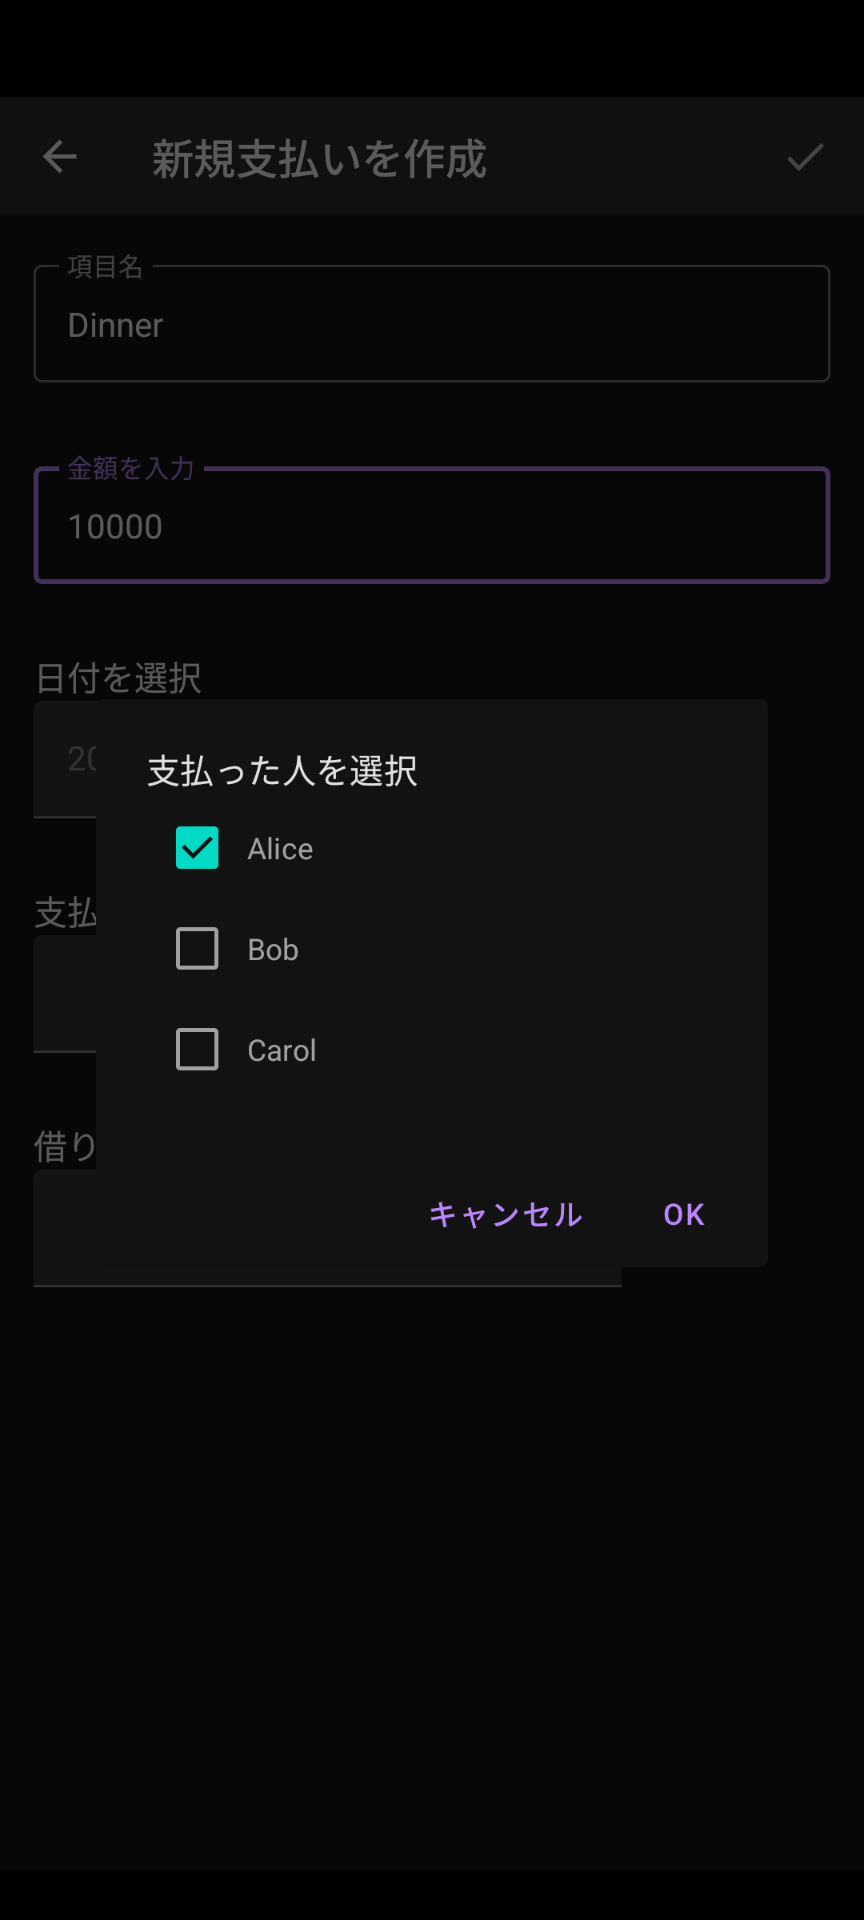 新規支払いを作成
項目名
Dinner
金額を入力
10000
日付を選択
20
支払った人を選択
Alice
支払
Bob
Carol
借り
キャンセル OK